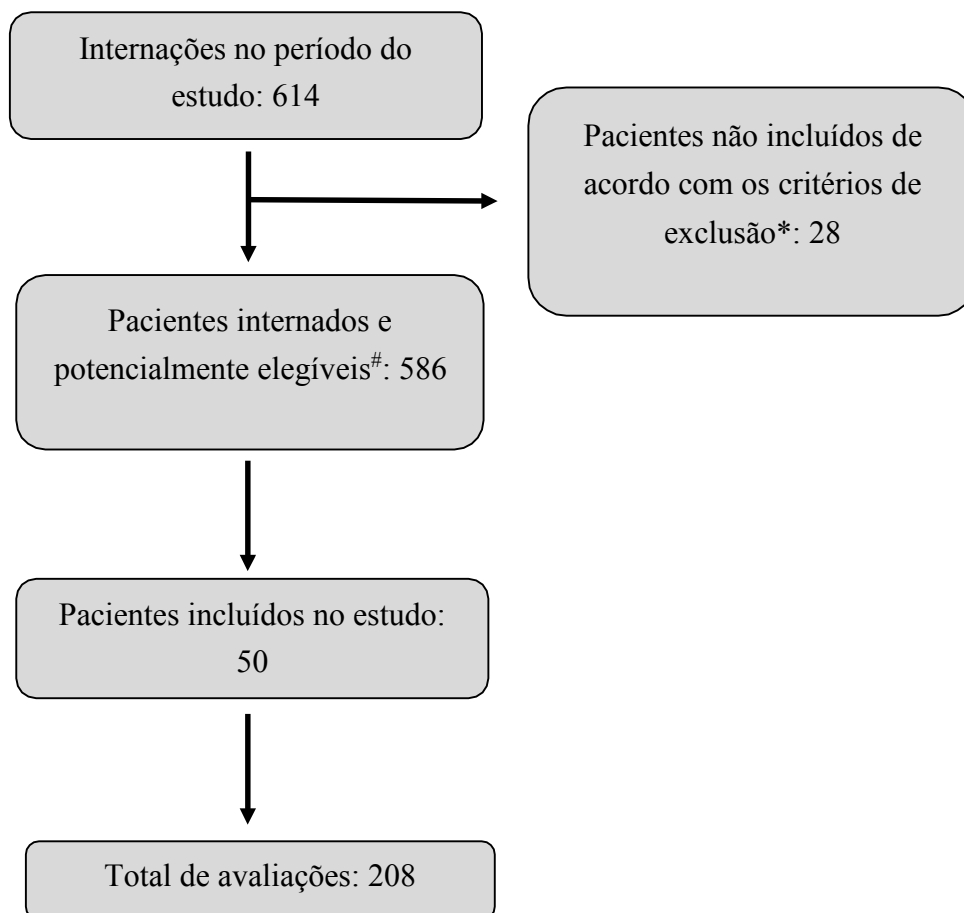 Internações no período do
estudo: 614
Pacientes não incluídos de
acordo com os critérios de
exclusão*: 28
Pacientes internados e
potencialmente elegíveis#: 586
Pacientes incluídos no estudo:
50
Total de avaliações: 208